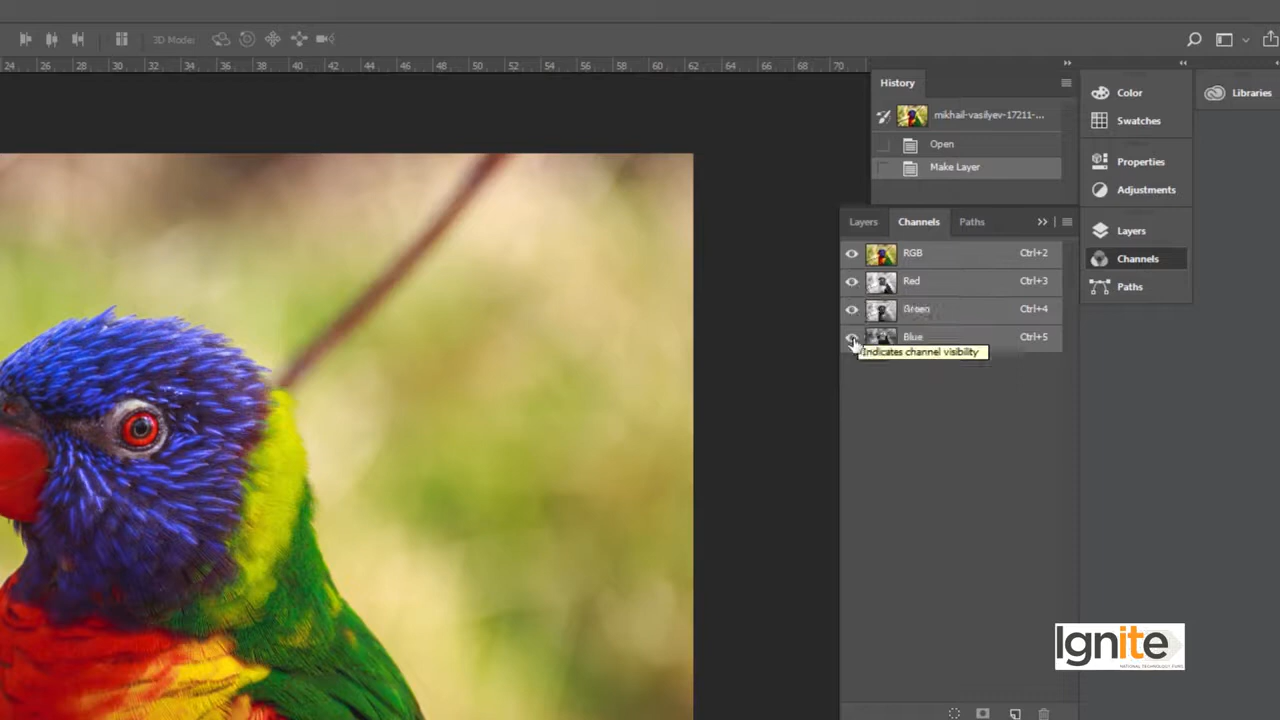 3D Mode:
24 26 28 30 32 34 36 38 40 42 44 46 48 50 52 54 56 58 60 62 64 66 68 70
History
mikhail-vasilyev-17211-...
Open
Make Layer
Layers Channels Paths
RGB Ctrl+2
Red Ctrl+3
Green Ctrl+4
Blue Ctrl+5
Indicates channel visibility
Color
Swatches
Properties
Adjustments
Layers
Channels
Paths
Libraries
Ignite
NATIONAL TECHNOLOGY FUND